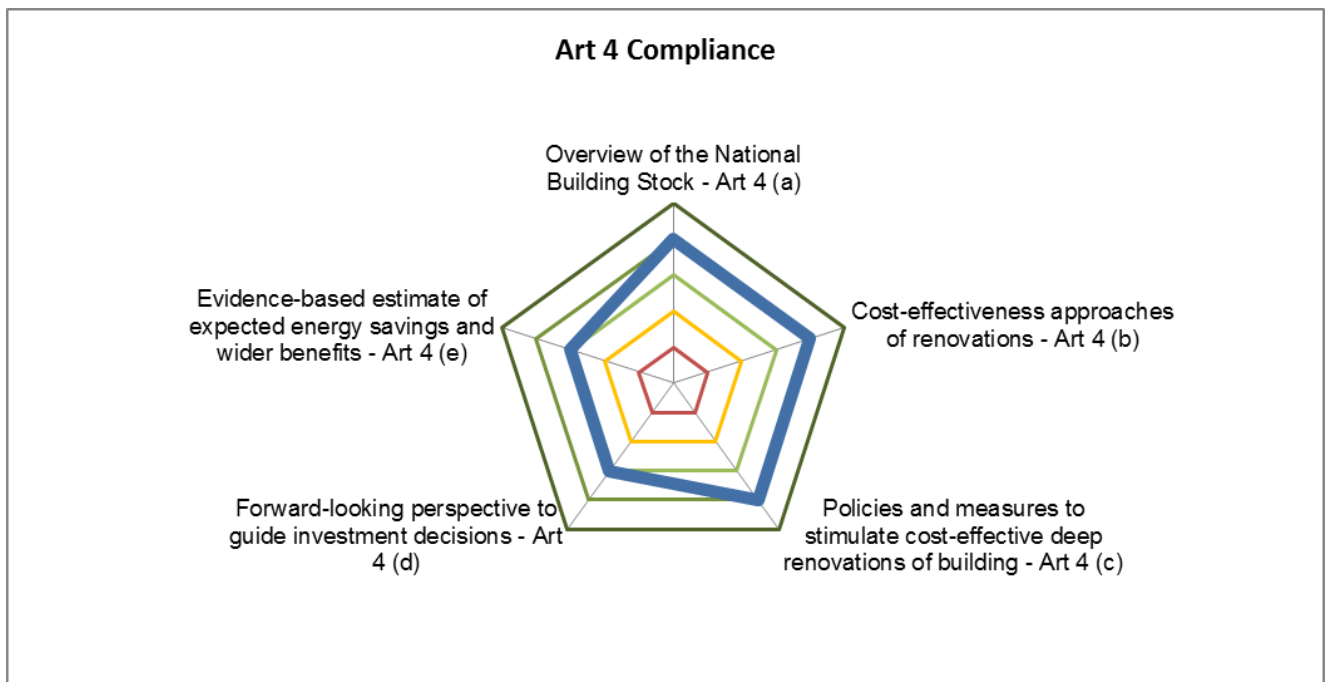 Art 4 Compliance
Overview of the National
Building Stock - Art 4 (a)
Evidence-based estimate of
expected energy savings and
wider benefits - Art 4 (e)
Cost-effectiveness approaches
of renovations - Art 4 (b)
Forward-looking perspective to
guide investment decisions - Art
4 (d)
Policies and measures to
stimulate cost-effective deep
renovations of building - Art 4 (c)